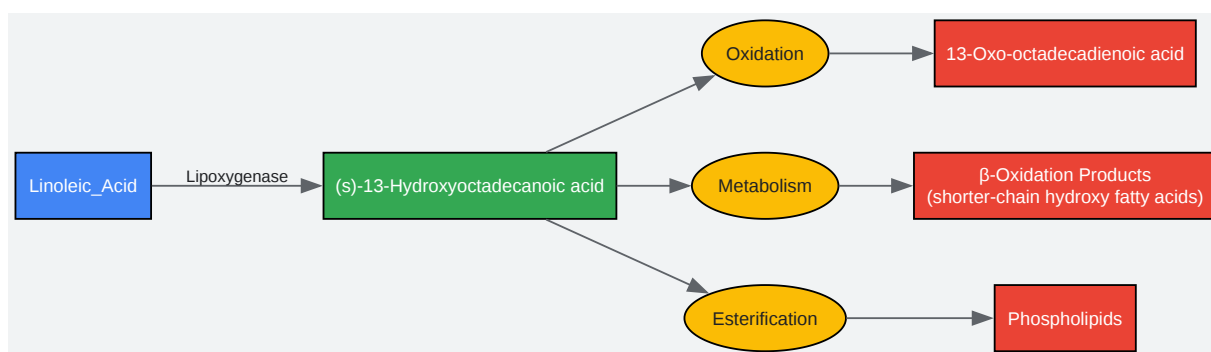 Linoleic_Acid
Lipoxygenase
(s)-13-Hydroxyoctadecanoic acid
Oxidation
13-Oxo-octadecadienoic acid
Metabolism
β-Oxidation Products
(shorter-chain hydroxy fatty acids)
Esterification
Phospholipids